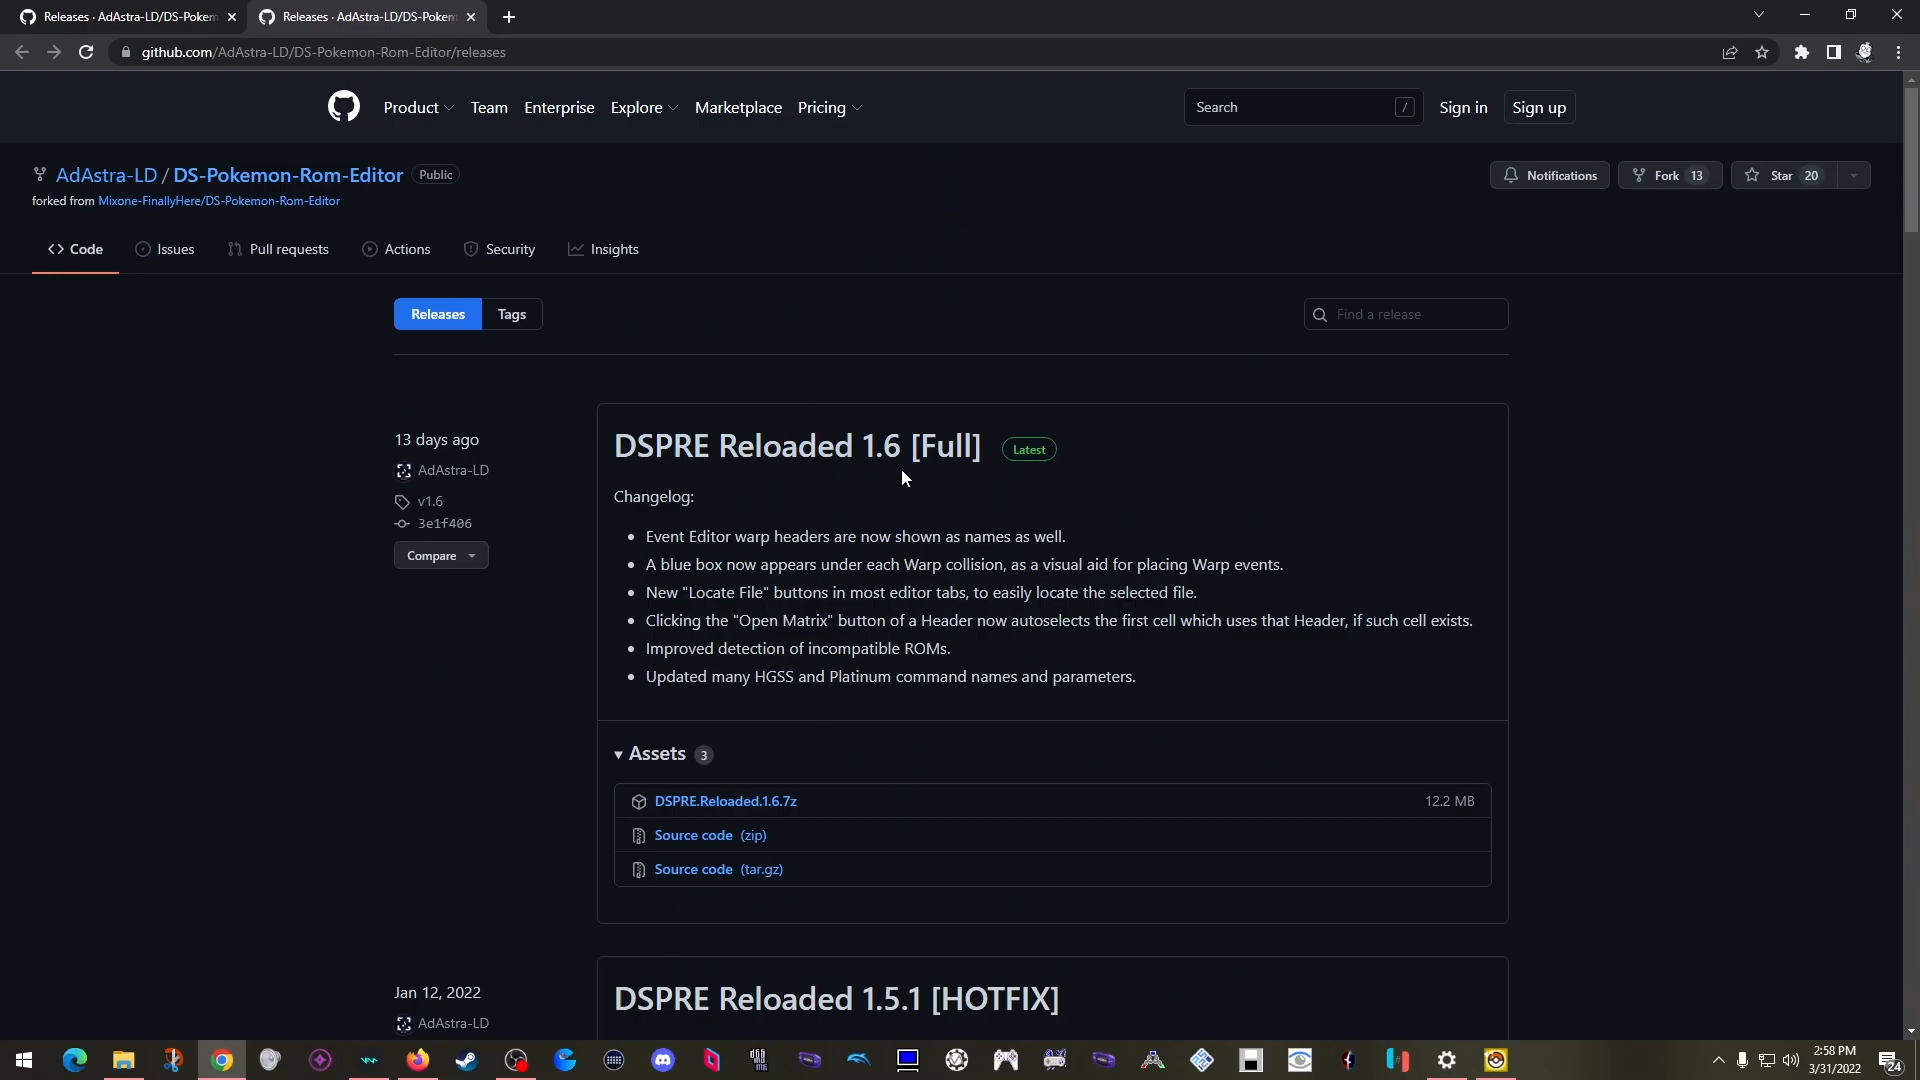 Releases · AdAstra-LD/DS-Pokem
Releases · AdAstra-LD/DS-Pokem
github.com/AdAstra-LD/DS-Pokemon-Rom-Editor/releases
Product Team Enterprise Explore Marketplace Pricing
Search /
Sign in Sign up
AdAstra-LD / DS-Pokemon-Rom-Editor Public
Notifications Fork 13 Star 20
forked from Mixone-FinallyHere/DS-Pokemon-Rom-Editor
<> Code Issues Pull requests Actions Security Insights
Releases Tags
Find a release
13 days ago
AdAstra-LD
v1.6
3e1f406
Compare
DSPRE Reloaded 1.6 [Full] Latest
Changelog:
• Event Editor warp headers are now shown as names as well.
• A blue box now appears under each Warp collision, as a visual aid for placing Warp events.
• New "Locate File" buttons in most editor tabs, to easily locate the selected file.
• Clicking the "Open Matrix" button of a Header now autoselects the first cell which uses that Header, if such cell exists.
• Improved detection of incompatible ROMs.
• Updated many HGSS and Platinum command names and parameters.
Assets 3
DSPRE.Reloaded.1.6.7z 12.2 MB
Source code (zip)
Source code (tar.gz)
Jan 12, 2022
AdAstra-LD
DSPRE Reloaded 1.5.1 [HOTFIX]
2:58 PM
3/31/2022
24